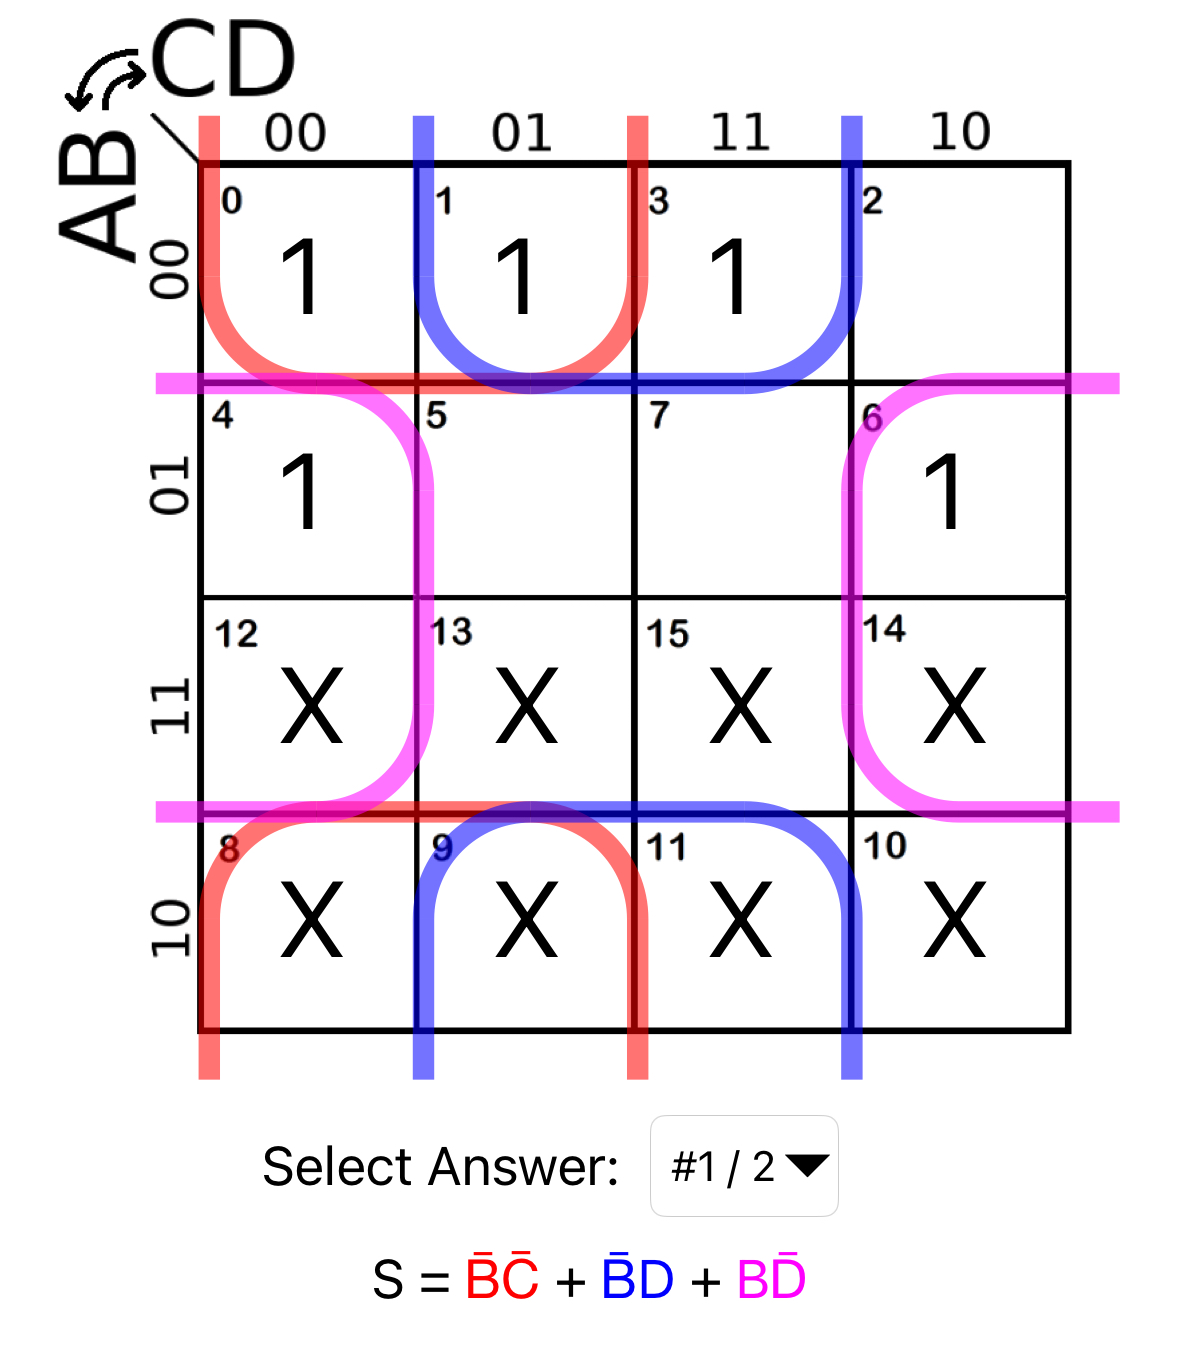 CD
AB
00 01 11 10
00
0 1 3 2
1 1 1
01
4 5 7 6
1 1
11
12 13 15 14
X X X X
10
8 9 11 10
X X X X
Select Answer: #1 / 2
S = B̄C̄ + B̄D + BD̄